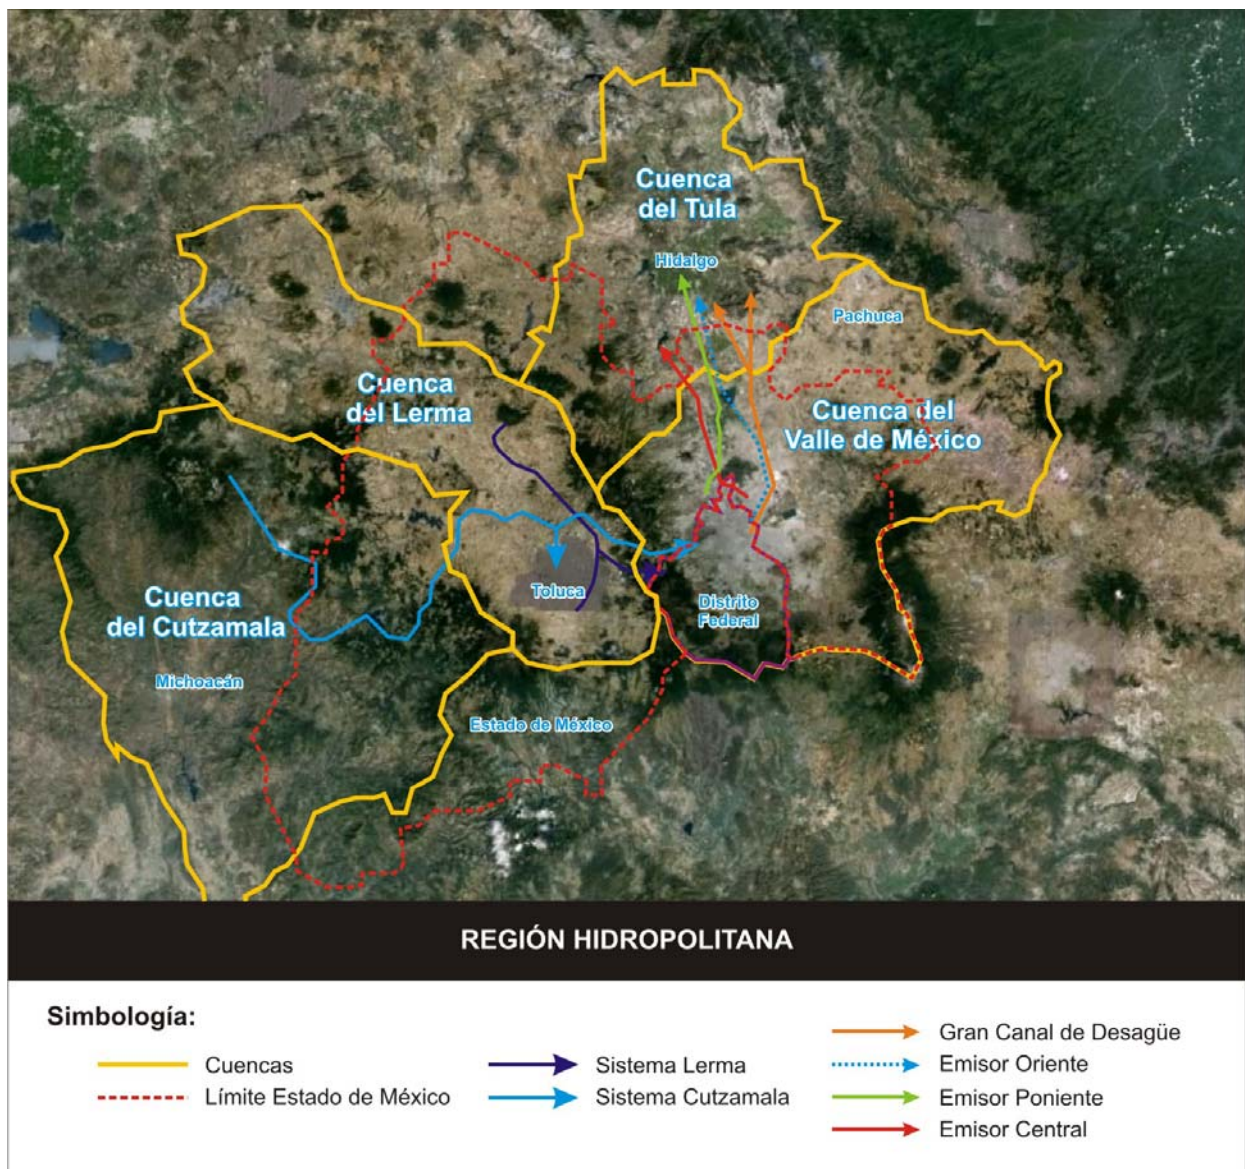 Cuenca
del Tula
Hidalgo
Pachuca
Cuenca
del Lerma
Cuenca del
Valle de México
Toluca
Cuenca
del Cutzamala
Distrito
Federal
Michoacán
Estado de México
REGIÓN HIDROPOLITANA
Simbología:
Cuencas
Límite Estado de México
Sistema Lerma
Sistema Cutzamala
Gran Canal de Desagüe
Emisor Oriente
Emisor Poniente
Emisor Central